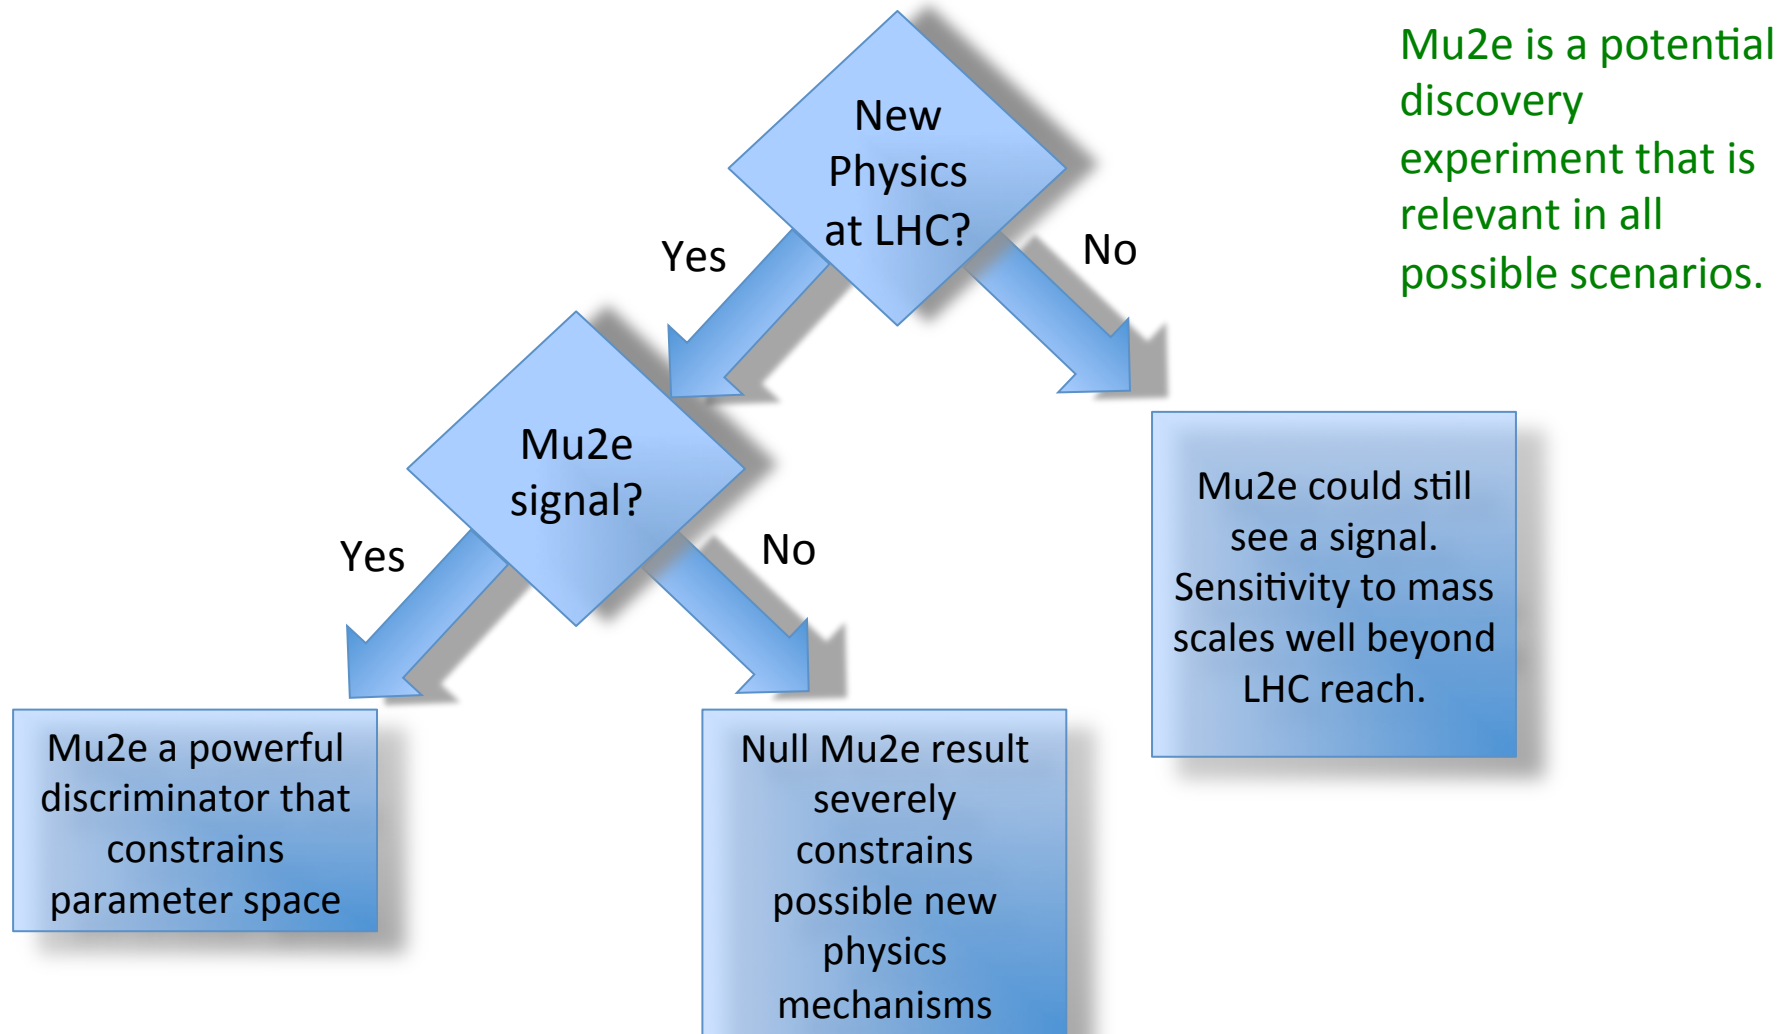 New
Physics
at LHC?
Mu2e is a potential
discovery
experiment that is
relevant in all
possible scenarios.
Yes
No
Mu2e
signal?
Yes
No
Mu2e could still
see a signal.
Sensitivity to mass
scales well beyond
LHC reach.
Mu2e a powerful
discriminator that
constrains
parameter space
Null Mu2e result
severely
constrains
possible new
physics
mechanisms